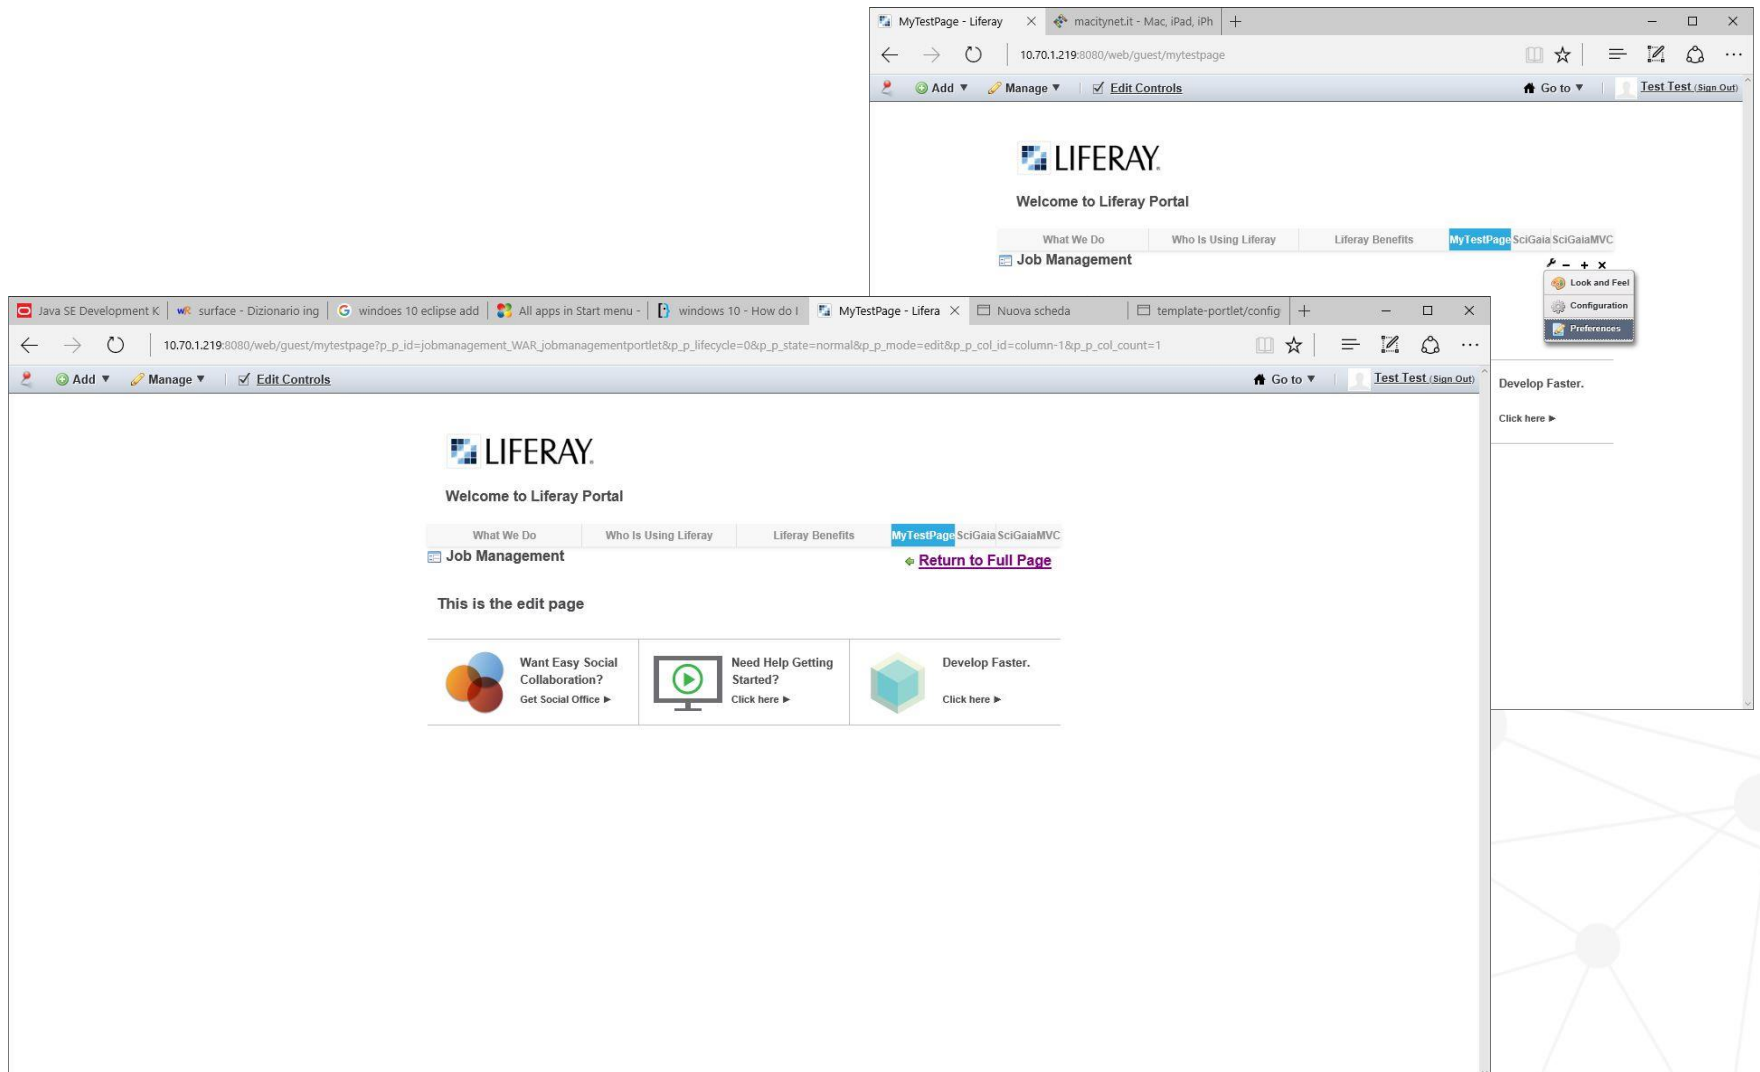 MyTestPage - Liferay
macitynet.it - Mac, iPad, iPh
10.70.1.219:8080/web/guest/mytestpage
Add ▼ Manage ▼ Edit Controls Go to ▼ Test Test (Sign Out)
LIFERAY.
Welcome to Liferay Portal
What We Do Who Is Using Liferay Liferay Benefits MyTestPage SciGaia SciGaiaMVC
Job Management
Look and Feel
Configuration
Preferences
Develop Faster.
Click here ►
Java SE Development K wR surface - Dizionario ing windoes 10 eclipse add All apps in Start menu - windows 10 - How do I MyTestPage - Lifera Nuova scheda template-portlet/config
10.70.1.219:8080/web/guest/mytestpage?p_p_id=jobmanagement_WAR_jobmanagementportlet&p_p_lifecycle=0&p_p_state=normal&p_p_mode=edit&p_p_col_id=column-1&p_p_col_count=1
Add ▼ Manage ▼ Edit Controls Go to ▼ Test Test (Sign Out)
LIFERAY.
Welcome to Liferay Portal
What We Do Who Is Using Liferay Liferay Benefits MyTestPage SciGaia SciGaiaMVC
Job Management
Return to Full Page
This is the edit page
Want Easy Social
Collaboration?
Get Social Office ►
Need Help Getting
Started?
Click here ►
Develop Faster.
Click here ►